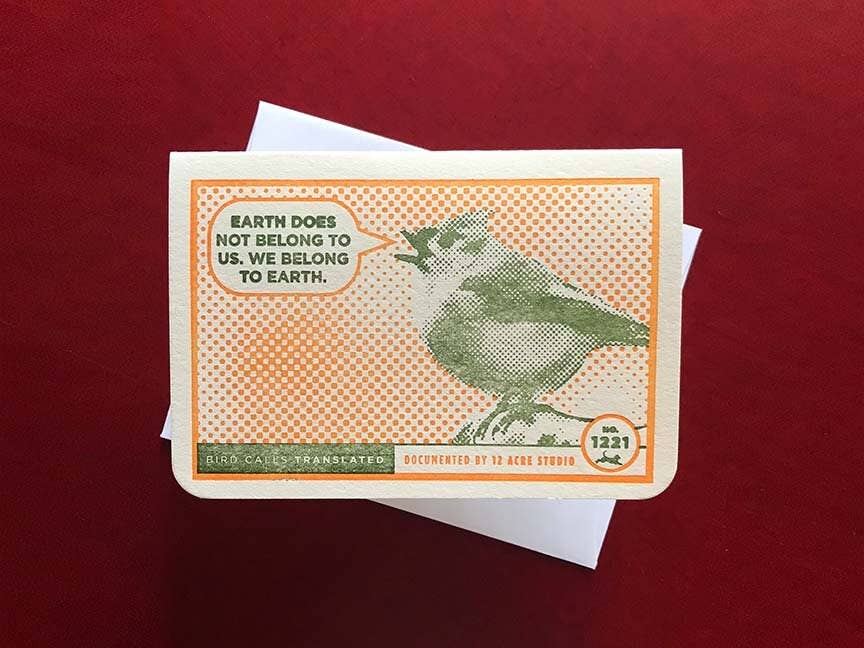 EARTH DOES
NOT BELONG TO
US. WE BELONG
TO EARTH.
BIRD CALLS TRANSLATED
DOCUMENTED BY 12 ACRE STUDIO
NO.
1221